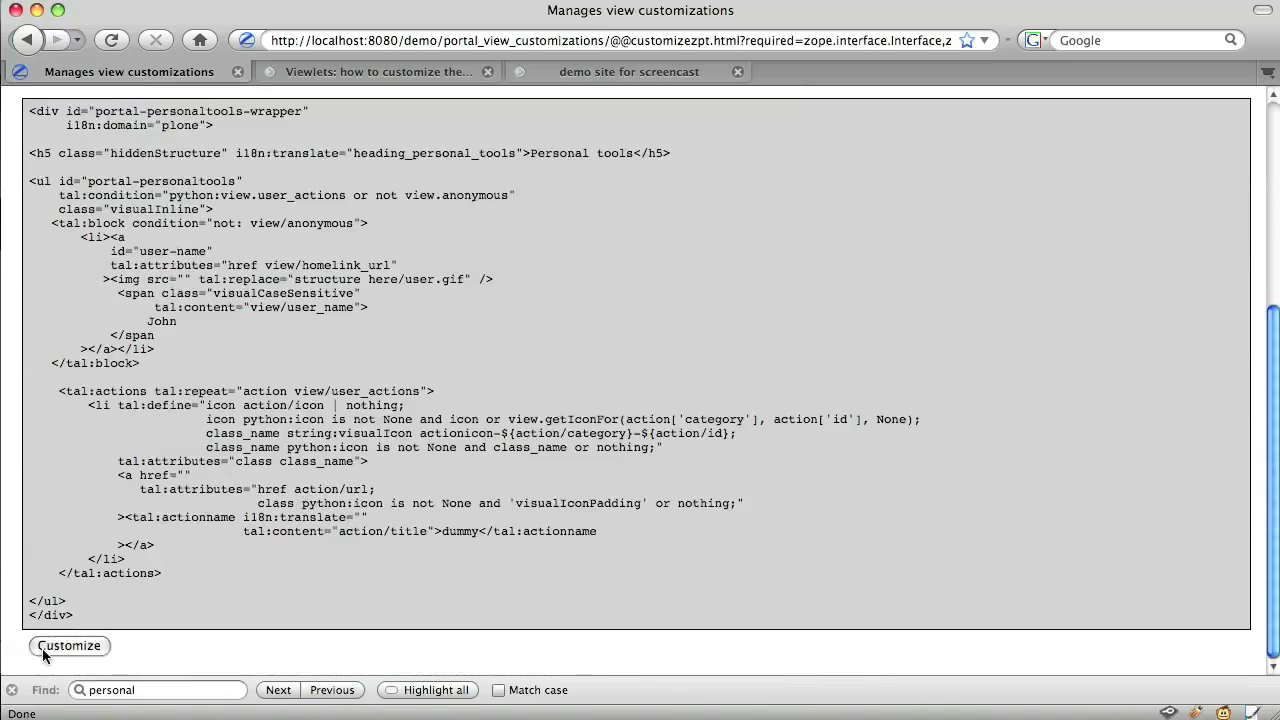 Manages view customizations
http://localhost:8080/demo/portal_view_customizations/@@customizezpt.html?required=zope.interface.Interface,z
Google
Manages view customizations
Viewlets: how to customize the...
demo site for screencast
<div id="portal-personaltools-wrapper"
i18n:domain="plone">
<h5 class="hiddenStructure" i18n:translate="heading_personal_tools">Personal tools</h5>
<ul id="portal-personaltools"
tal:condition="python:view.user_actions or not view.anonymous"
class="visualInline">
<tal:block condition="not: view/anonymous">
<li><a
id="user-name"
tal:attributes="href view/homelink_url"
><img src="" tal:replace="structure here/user.gif" />
<span class="visualCaseSensitive"
tal:content="view/user_name">
John
</span
></a></li>
</tal:block>
<tal:actions tal:repeat="action view/user_actions">
<li tal:define="icon action/icon | nothing;
icon python:icon is not None and icon or view.getIconFor(action['category'], action['id'], None);
class_name string:visualIcon actionicon-${action/category}-${action/id};
class_name python:icon is not None and class_name or nothing;"
tal:attributes="class class_name">
<a href=""
tal:attributes="href action/url;
class python:icon is not None and 'visualIconPadding' or nothing;"
><tal:actionname i18n:translate=""
tal:content="action/title">dummy</tal:actionname
></a>
</li>
</tal:actions>
</ul>
</div>
Customize
Find: personal Next Previous Highlight all Match case
Done